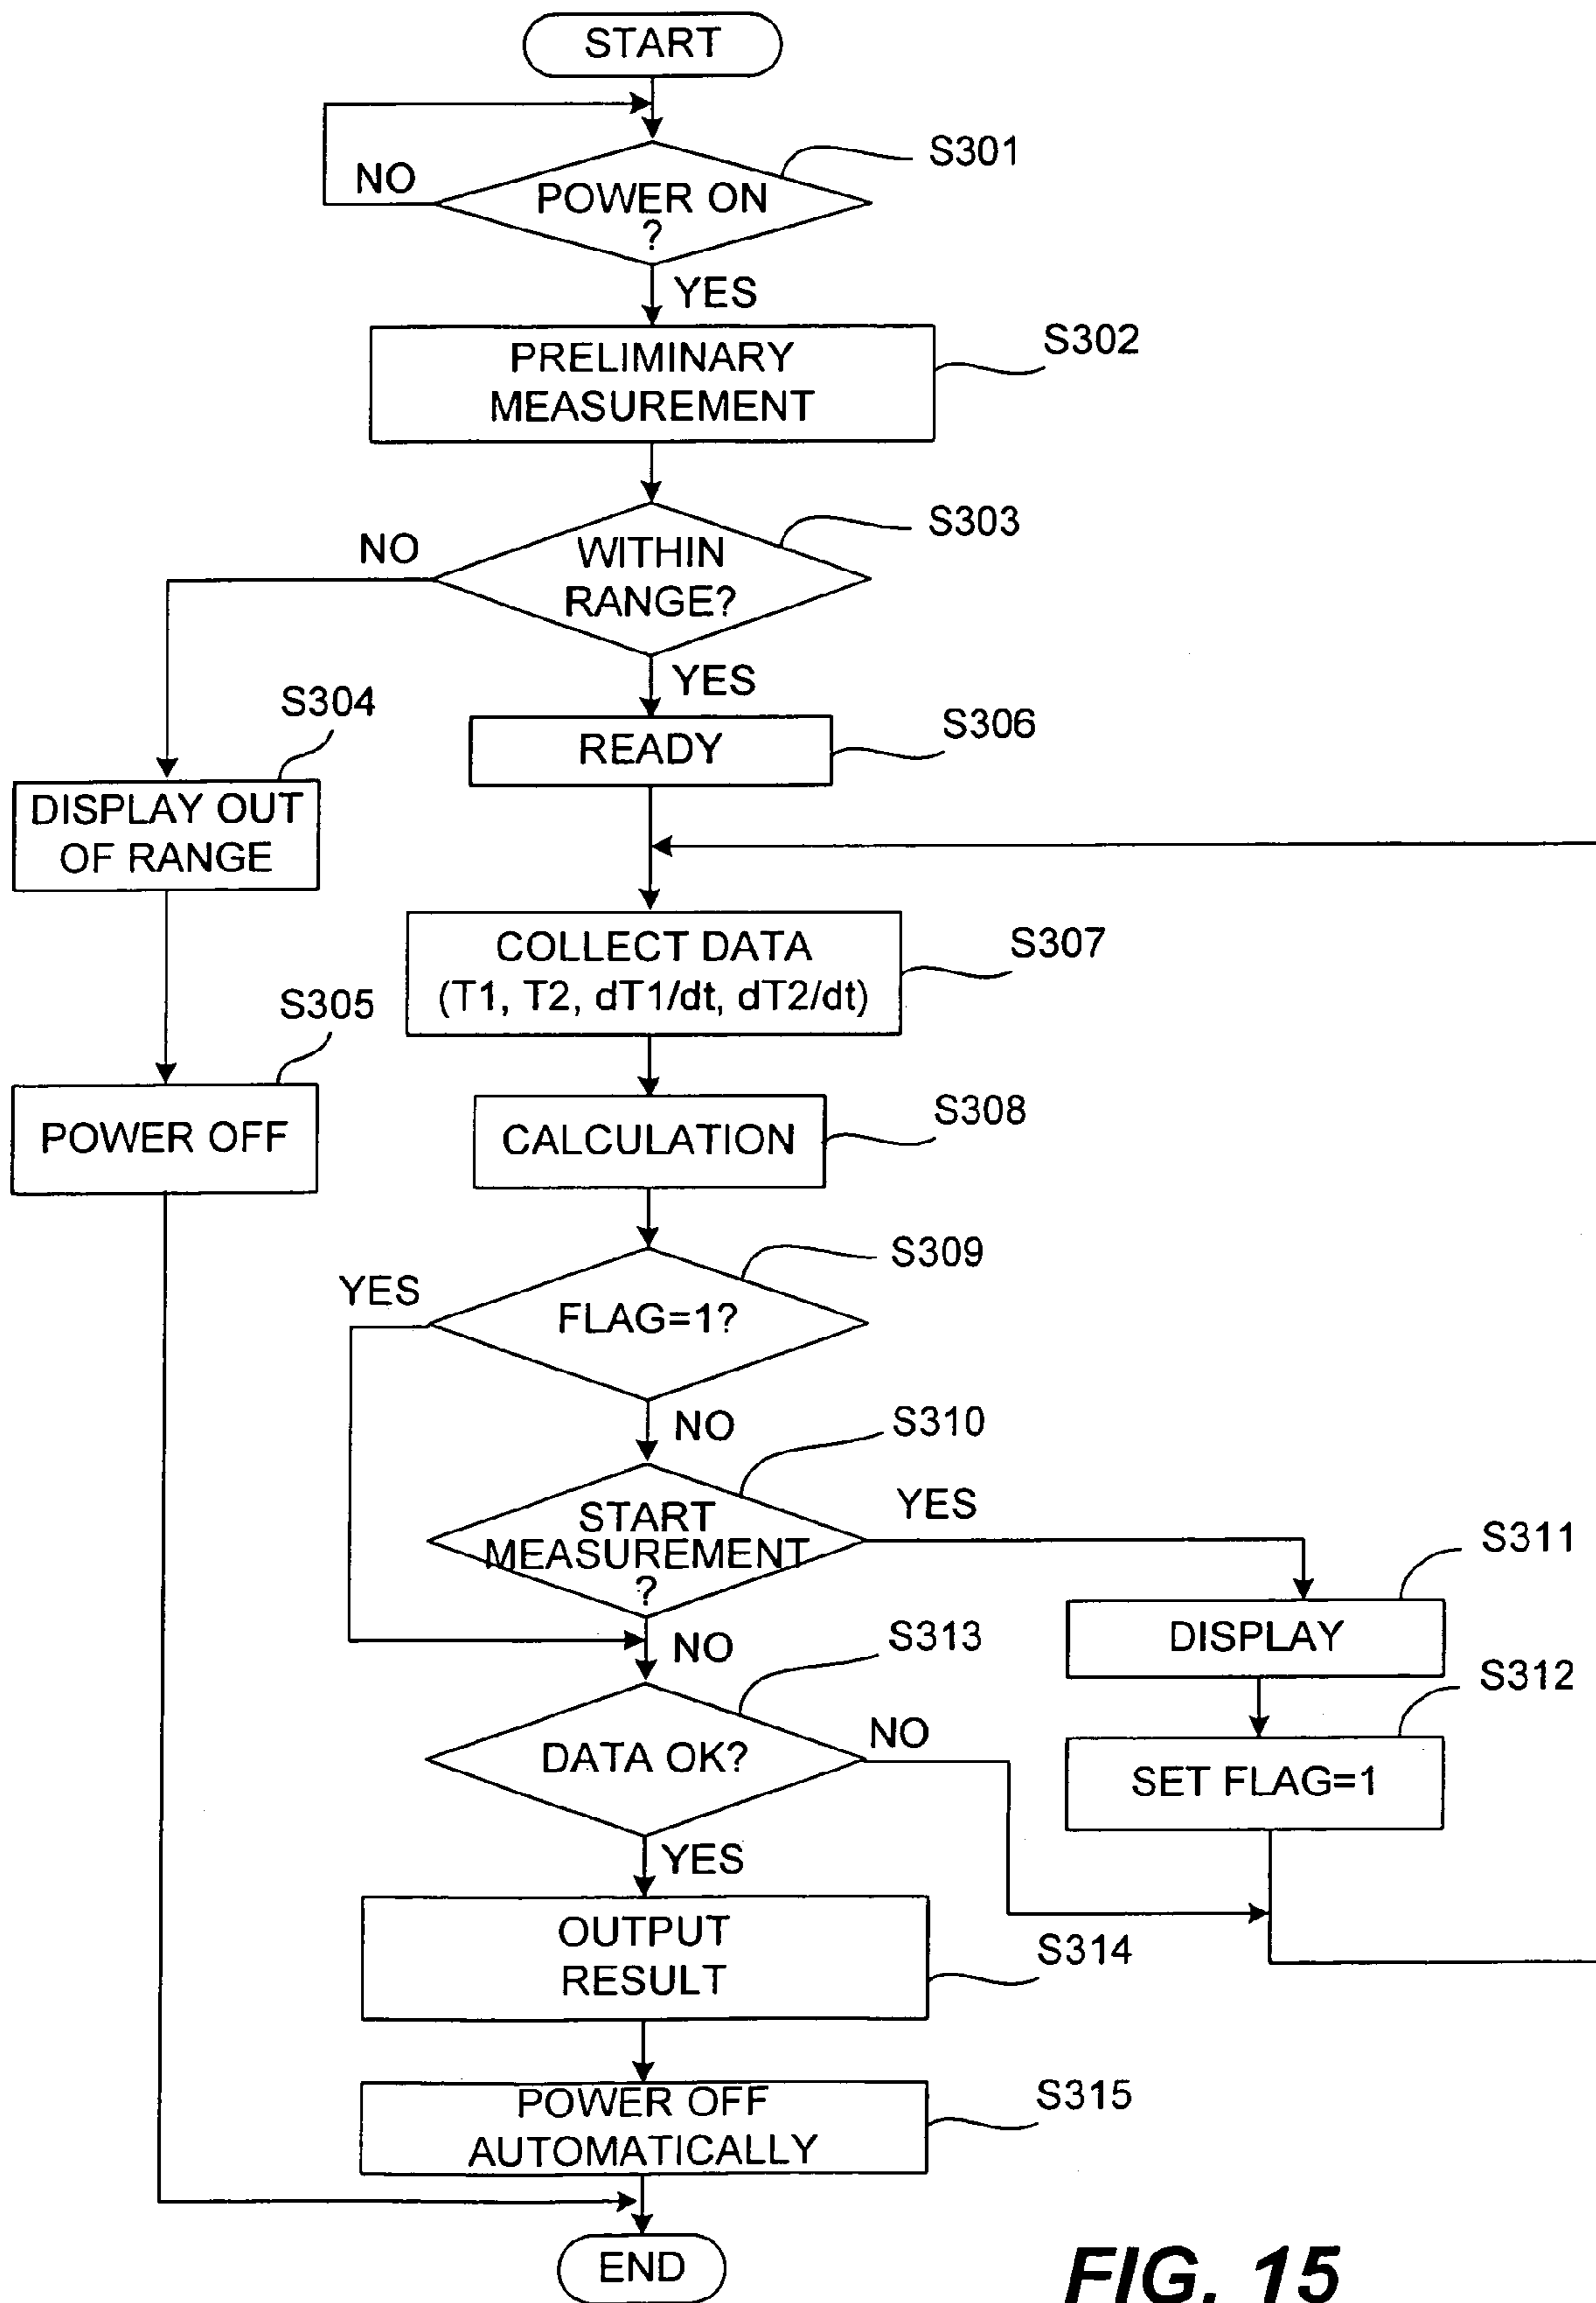 START
S301
NO
POWER ON
?
YES
S302
PRELIMINARY
MEASUREMENT
S303
NO
WITHIN
RANGE?
YES
S304
S306
READY
DISPLAY OUT
OF RANGE
S307
COLLECT DATA
(T1, T2, dT1/dt, dT2/dt)
S305
POWER OFF
S308
CALCULATION
S309
YES
FLAG=1?
NO
S310
START
MEASUREMENT
?
YES
S311
DISPLAY
NO
S313
S312
SET FLAG=1
DATA OK?
NO
YES
OUTPUT
RESULT
S314
POWER OFF
AUTOMATICALLY
S315
END
FIG. 15